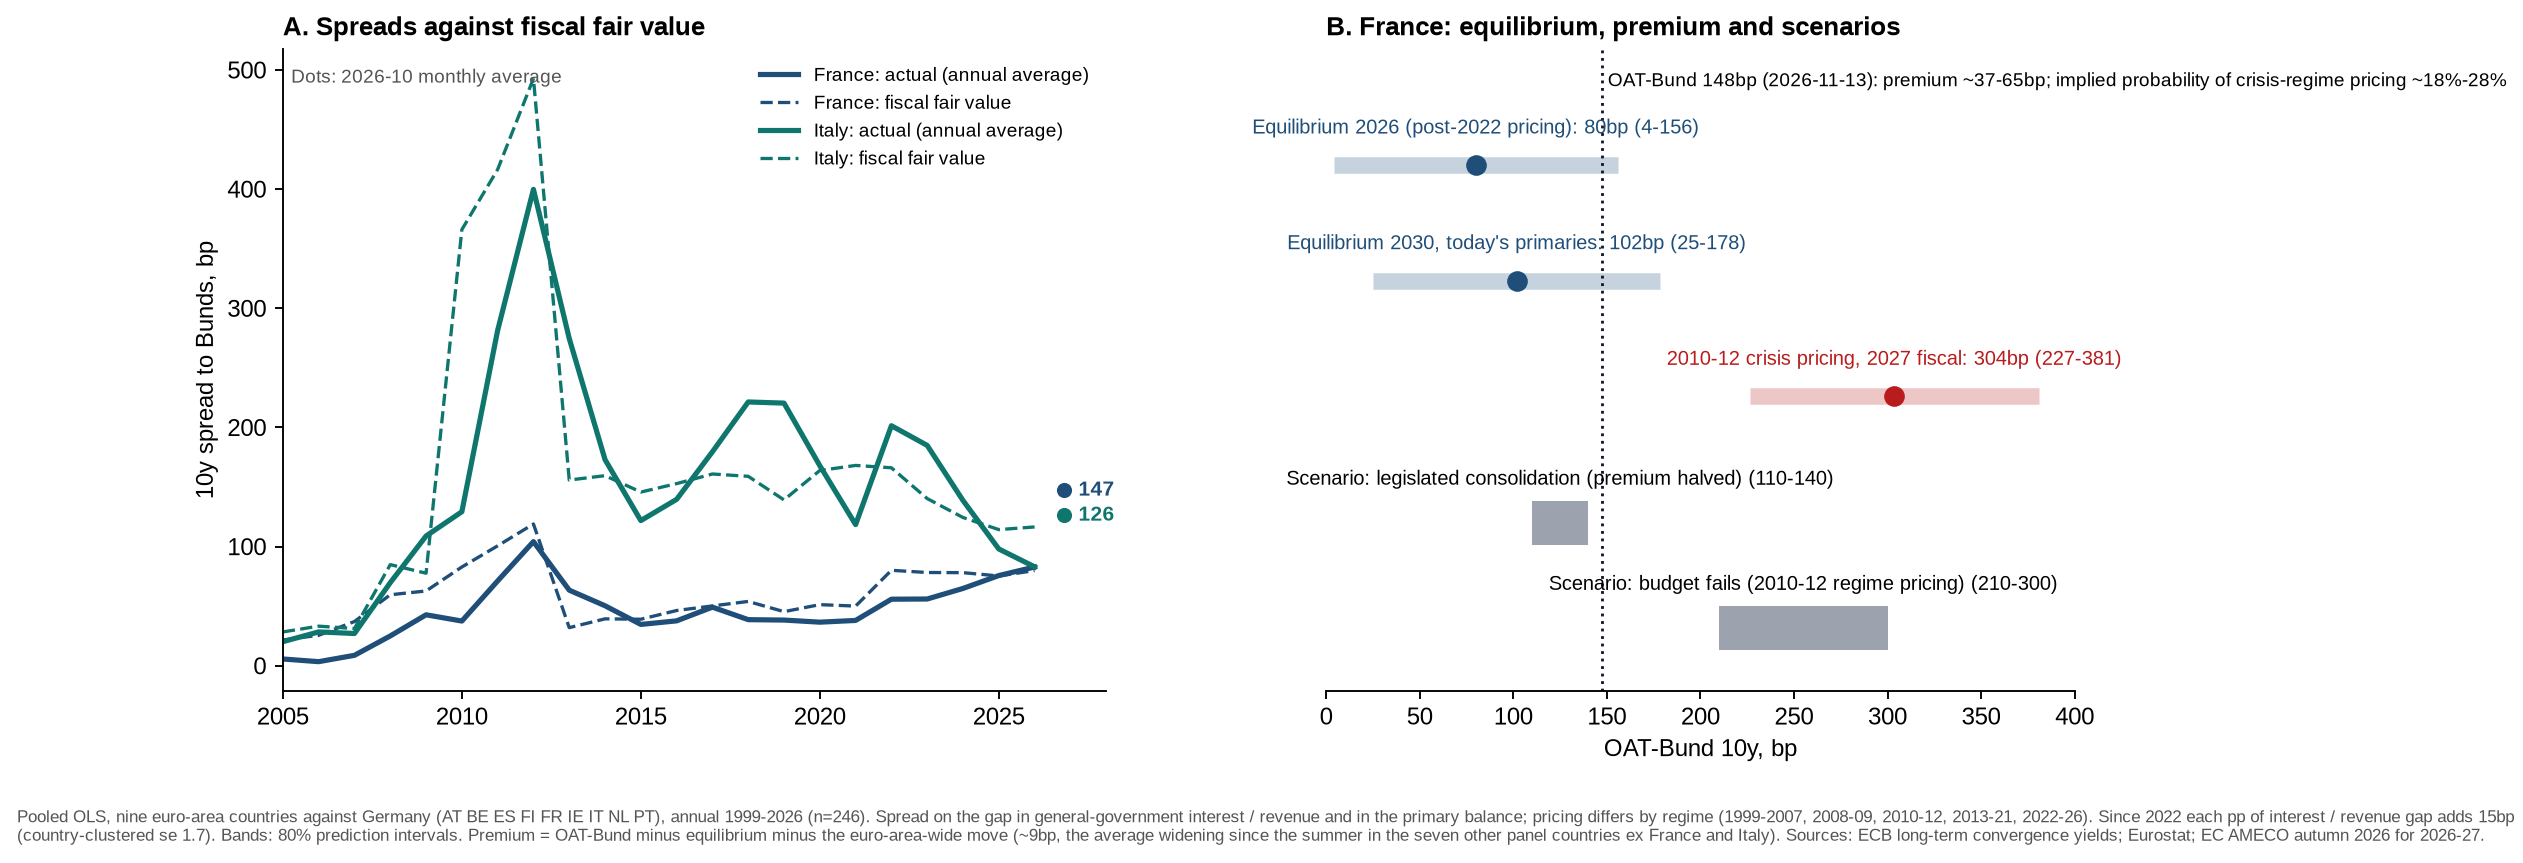 A. Spreads against fiscal fair value
Dots: 2026-10 monthly average
France: actual (annual average)
France: fiscal fair value
Italy: actual (annual average)
Italy: fiscal fair value
10y spread to Bunds, bp
500
400
300
200
100
0
147
126
2005
2010
2015
2020
2025
B. France: equilibrium, premium and scenarios
OAT-Bund 148bp (2026-11-13): premium ~37-65bp; implied probability of crisis-regime pricing ~18%-28%
Equilibrium 2026 (post-2022 pricing): 80bp (4-156)
Equilibrium 2030, today's primaries: 102bp (25-178)
2010-12 crisis pricing, 2027 fiscal: 304bp (227-381)
Scenario: legislated consolidation (premium halved) (110-140)
Scenario: budget fails (2010-12 regime pricing) (210-300)
0
50
100
150
200
250
300
350
400
OAT-Bund 10y, bp
Pooled OLS, nine euro-area countries against Germany (AT BE ES FI FR IE IT NL PT), annual 1999-2026 (n=246). Spread on the gap in general-government interest / revenue and in the primary balance; pricing differs by regime (1999-2007, 2008-09, 2010-12, 2013-21, 2022-26). Since 2022 each pp of interest / revenue gap adds 15bp
(country-clustered se 1.7). Bands: 80% prediction intervals. Premium = OAT-Bund minus equilibrium minus the euro-area-wide move (~9bp, the average widening since the summer in the seven other panel countries ex France and Italy). Sources: ECB long-term convergence yields; Eurostat; EC AMECO autumn 2026 for 2026-27.